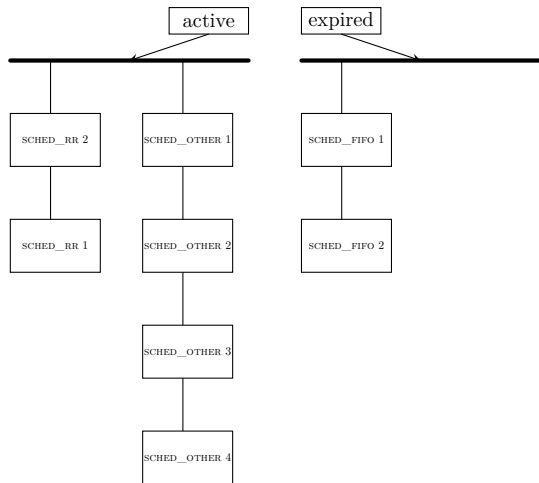 active
expired
SCHED_RR 2
SCHED_OTHER 1
SCHED_FIFO 1
SCHED_RR 1
SCHED_OTHER 2
SCHED_FIFO 2
SCHED_OTHER 3
SCHED_OTHER 4